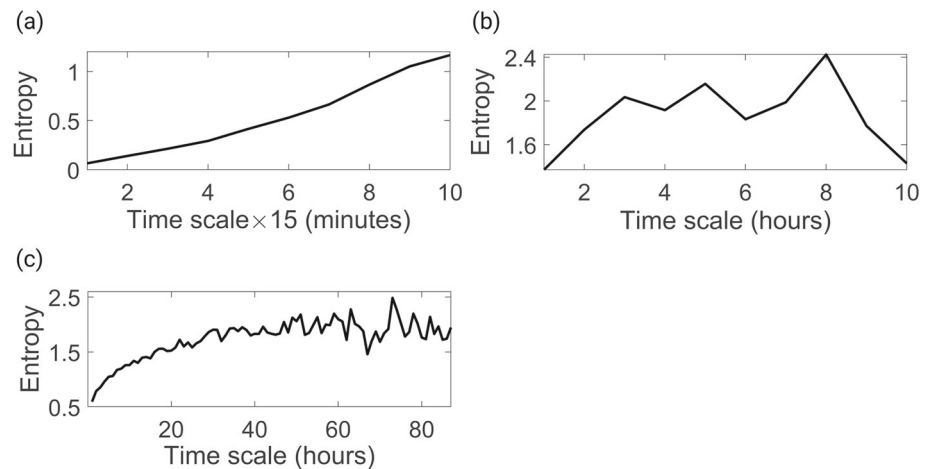 (a)
Entropy
1
0.5
0
2
4
6
8
10
Time scale×15 (minutes)
(b)
Entropy
2.4
2
1.6
2
4
6
8
10
Time scale (hours)
(c)
Entropy
2.5
1.5
0.5
20
40
60
80
Time scale (hours)